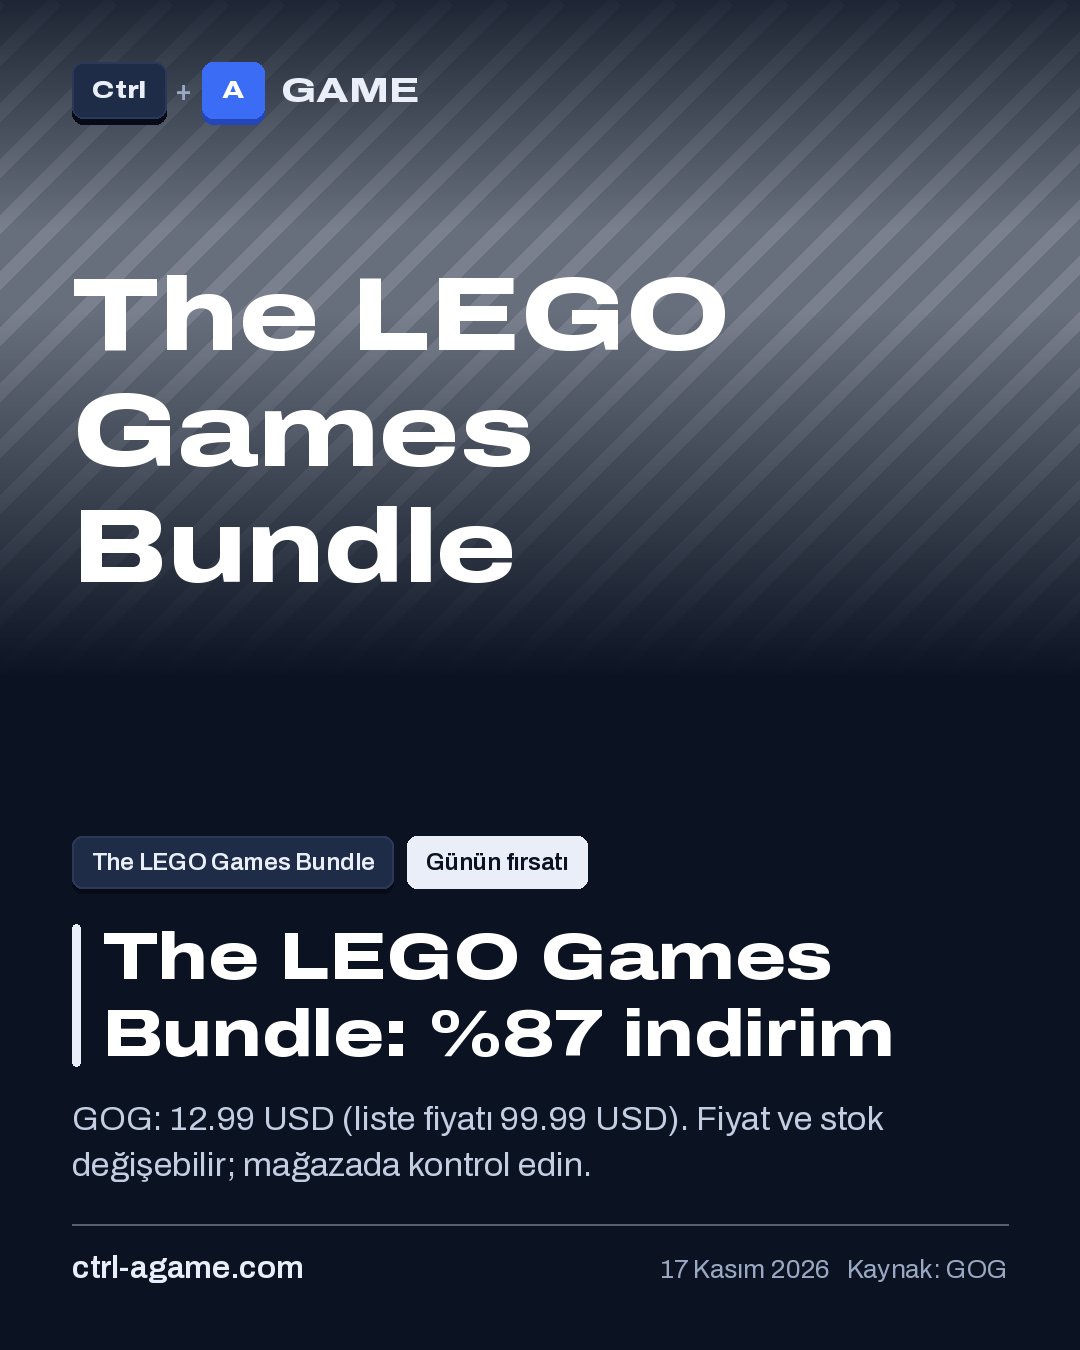 Ctrl + A GAME
The LEGO
Games
Bundle
The LEGO Games Bundle
Günün fırsatı
The LEGO Games
Bundle: %87 indirim
GOG: 12.99 USD (liste fiyatı 99.99 USD). Fiyat ve stok
değişebilir; mağazada kontrol edin.
ctrl-agame.com
17 Kasım 2026 Kaynak: GOG